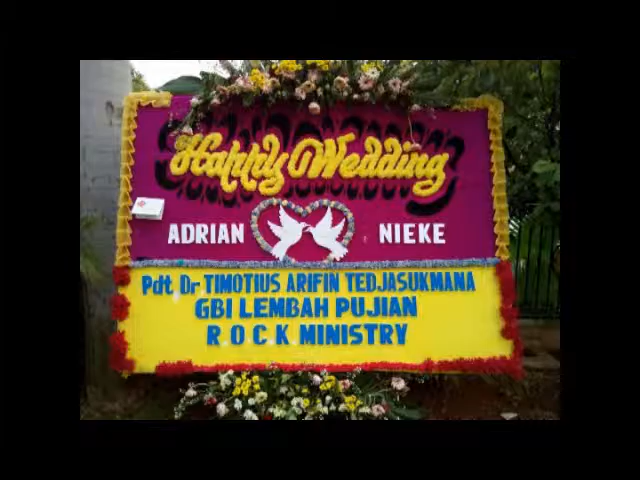 Happy Wedding
ADRIAN NIEKE
Pdt. Dr TIMOTIUS ARIFIN TEDJASUKMANA
GBI LEMBAH PUJIAN
R O C K MINISTRY